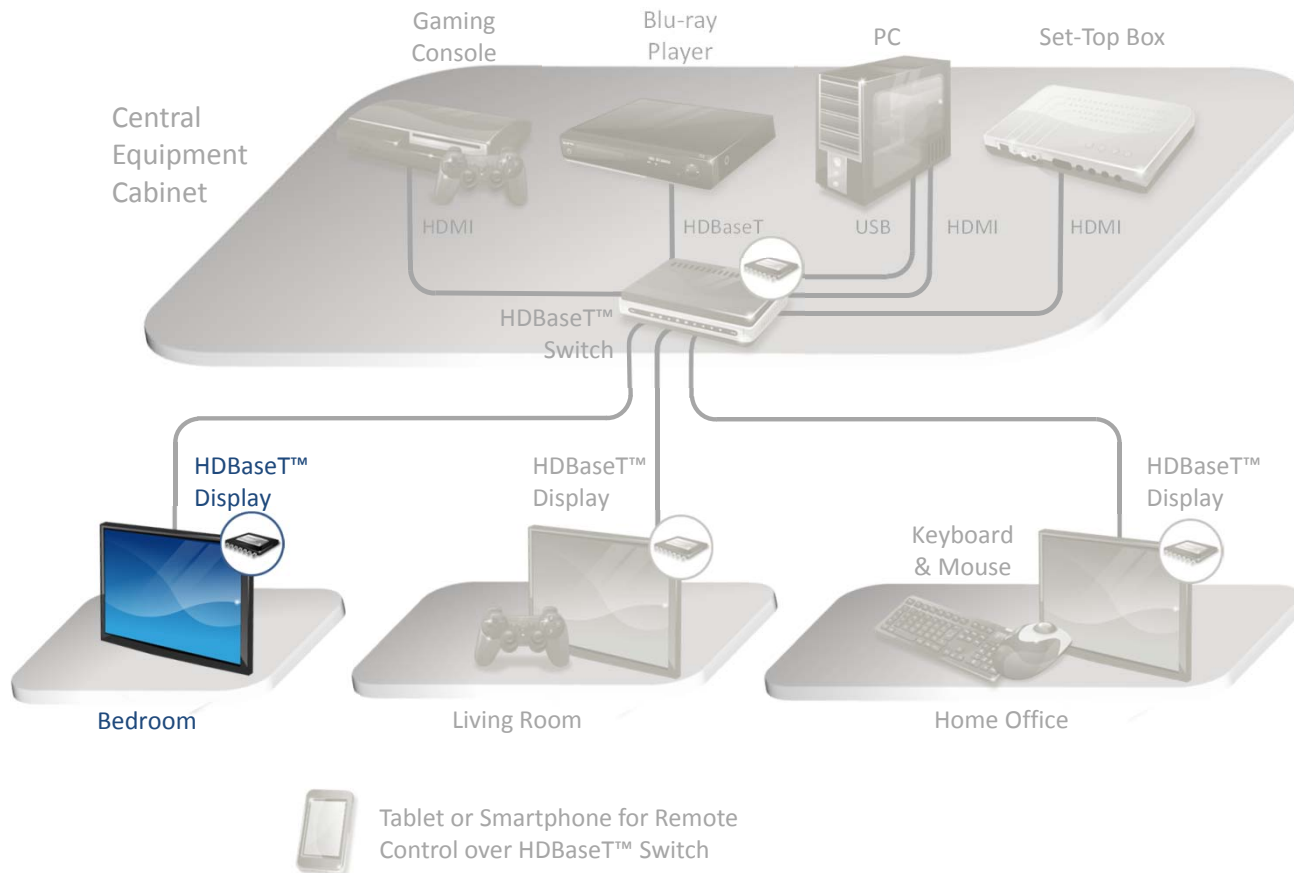 Gaming
Console
Blu-ray
Player
PC
Set-Top Box
Central
Equipment
Cabinet
HDMI
HDBaseT
USB
HDMI
HDMI
HDBaseT™
Switch
HDBaseT™
Display
HDBaseT™
Display
HDBaseT™
Display
Keyboard
& Mouse
Bedroom
Living Room
Home Office
Tablet or Smartphone for Remote
Control over HDBaseT™ Switch